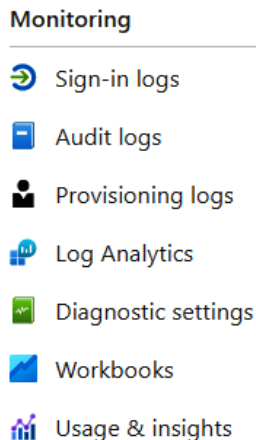 Monitoring
Sign-in logs
Audit logs
Provisioning logs
Log Analytics
Diagnostic settings
Workbooks
Usage & insights